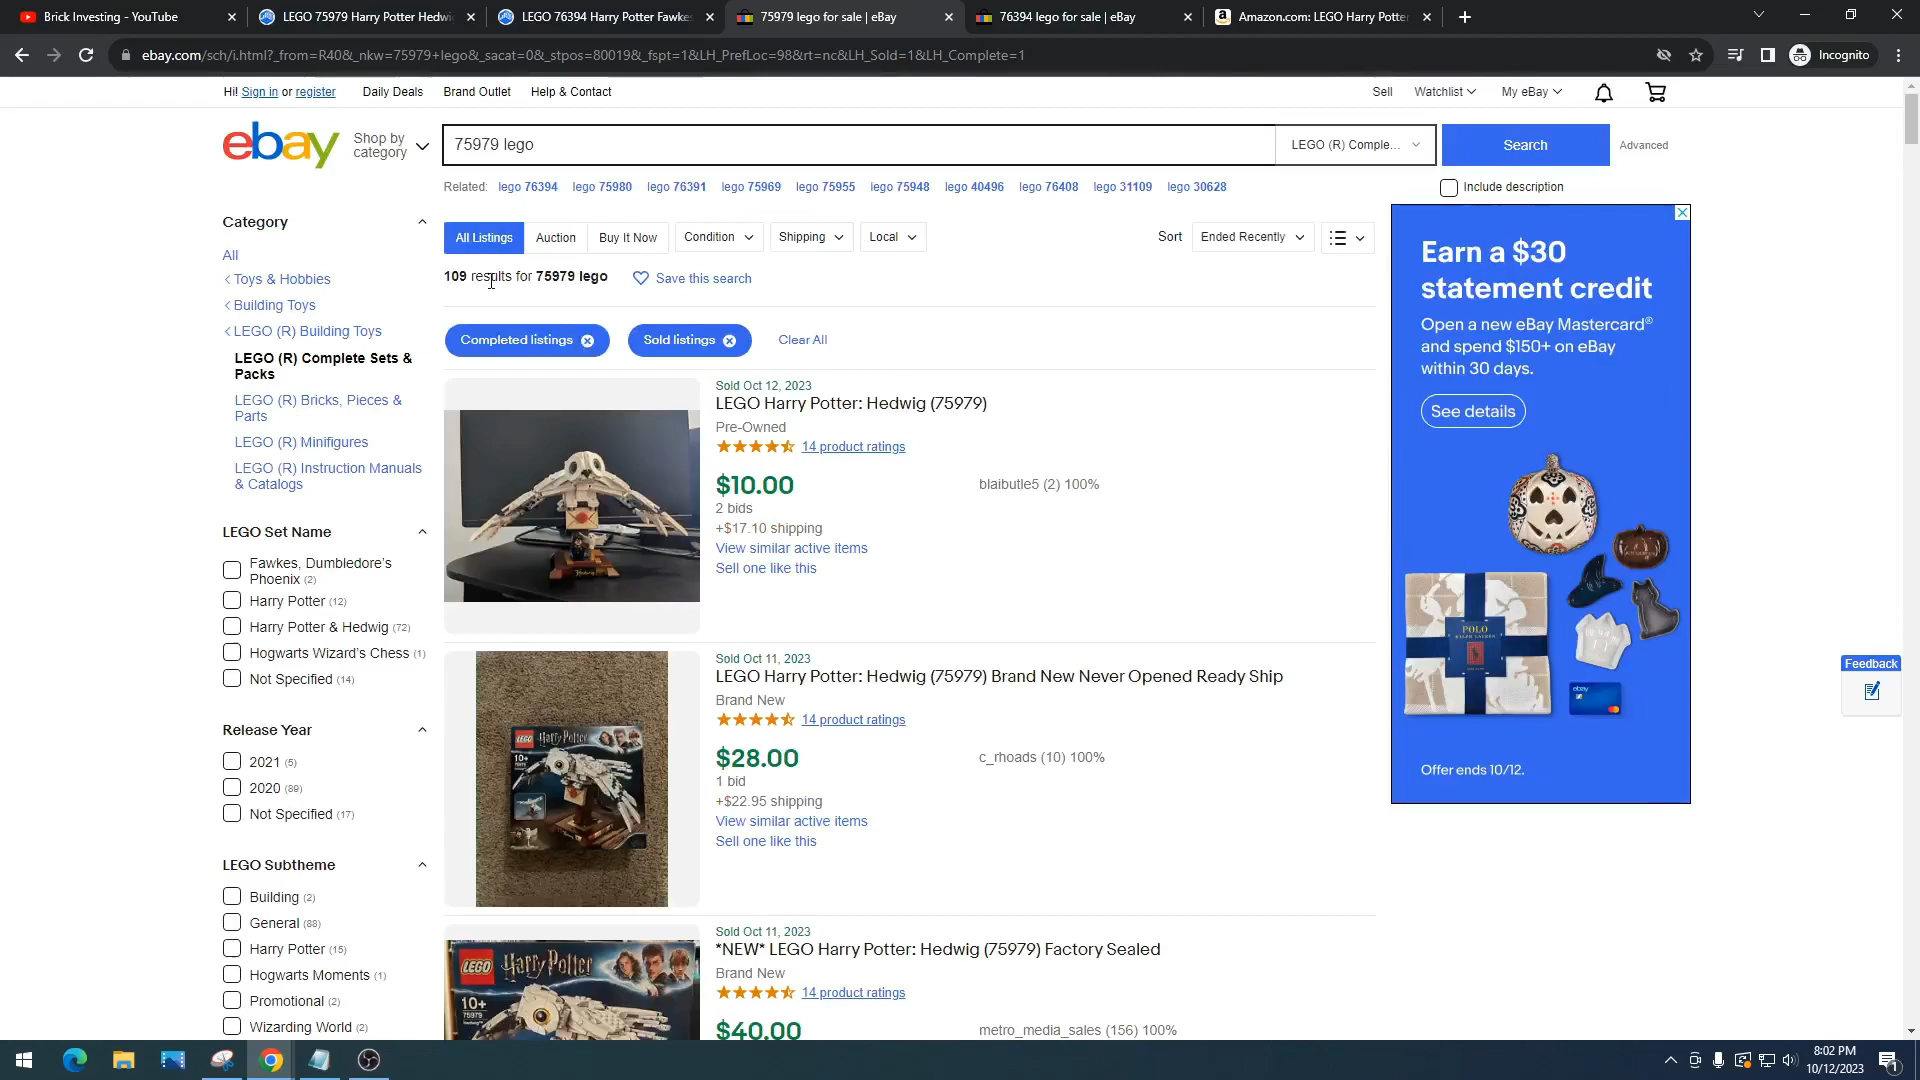 Brick Investing - YouTube
LEGO 75979 Harry Potter Hedwi
LEGO 76394 Harry Potter Fawkes
75979 lego for sale | eBay
76394 lego for sale | eBay
Amazon.com: LEGO Harry Potter
ebay.com/sch/i.html?_from=R40&_nkw=75979+lego&_sacat=0&_stpos=80019&_fspt=1&LH_PrefLoc=98&rt=nc&LH_Sold=1&LH_Complete=1
Incognito
Hi! Sign in or register
Daily Deals
Brand Outlet
Help & Contact
Sell
Watchlist
My eBay
ebay
Shop by
category
75979 lego
LEGO (R) Comple...
Search
Advanced
Related: lego 76394 lego 75980 lego 76391 lego 75969 lego 75955 lego 75948 lego 40496 lego 76408 lego 31109 lego 30628
Include description
Category
All
Toys & Hobbies
Building Toys
LEGO (R) Building Toys
LEGO (R) Complete Sets &
Packs
LEGO (R) Bricks, Pieces &
Parts
LEGO (R) Minifigures
LEGO (R) Instruction Manuals
& Catalogs
LEGO Set Name
Fawkes, Dumbledore's
Phoenix (2)
Harry Potter (12)
Harry Potter & Hedwig (72)
Hogwarts Wizard's Chess (1)
Not Specified (14)
Release Year
2021 (5)
2020 (89)
Not Specified (17)
LEGO Subtheme
Building (2)
General (88)
Harry Potter (15)
Hogwarts Moments (1)
Promotional (2)
Wizarding World (2)
All Listings
Auction
Buy It Now
Condition
Shipping
Local
Sort
Ended Recently
109 results for 75979 lego
Save this search
Completed listings
Sold listings
Clear All
Sold Oct 12, 2023
LEGO Harry Potter: Hedwig (75979)
Pre-Owned
14 product ratings
$10.00
blaibutle5 (2) 100%
2 bids
+$17.10 shipping
View similar active items
Sell one like this
Sold Oct 11, 2023
LEGO Harry Potter: Hedwig (75979) Brand New Never Opened Ready Ship
Brand New
14 product ratings
$28.00
c_rhoads (10) 100%
1 bid
+$22.95 shipping
View similar active items
Sell one like this
LEGO
Harry Potter
10+
Sold Oct 11, 2023
*NEW* LEGO Harry Potter: Hedwig (75979) Factory Sealed
Brand New
14 product ratings
$40.00
metro_media_sales (156) 100%
LEGO
Harry Potter
10+
75979
Earn a $30
statement credit
Open a new eBay Mastercard®
and spend $150+ on eBay
within 30 days.
See details
POLO
ebay
Offer ends 10/12.
Feedback
8:02 PM
10/12/2023
1